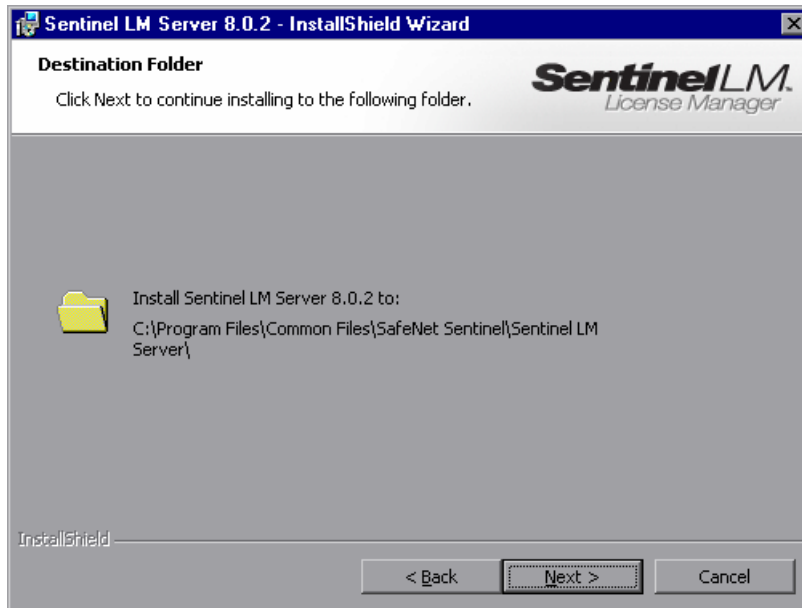 Sentinel LM Server 8.0.2 - InstallShield Wizard
Destination Folder
Click Next to continue installing to the following folder.
SentinelLM.
License Manager
Install Sentinel LM Server 8.0.2 to:
C:\Program Files\Common Files\SafeNet Sentinel\Sentinel LM
Server\
InstallShield
< Back
Next >
Cancel